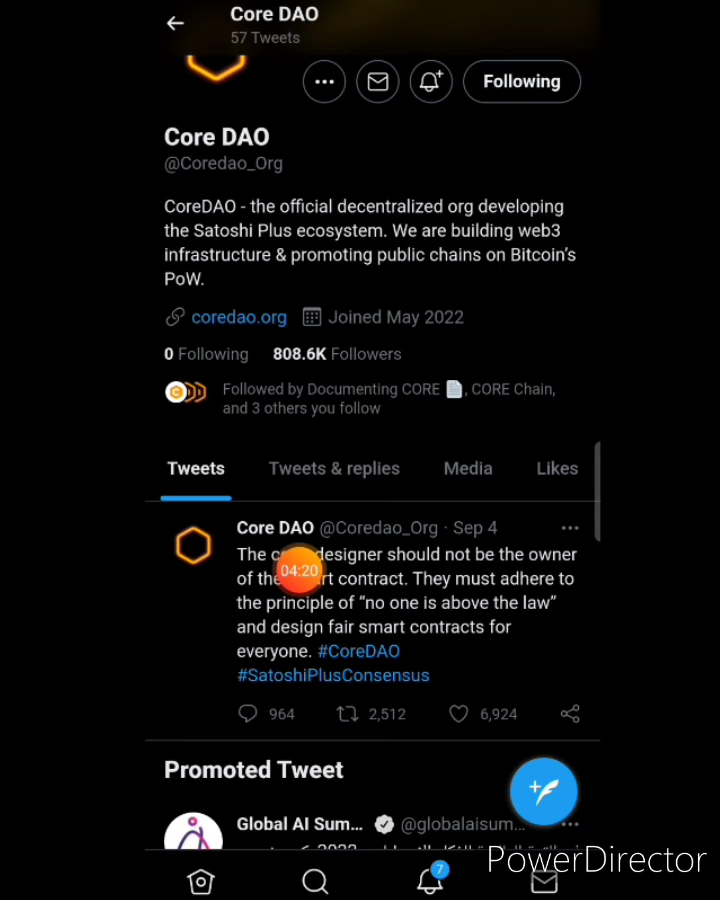 Core DAO
57 Tweets
Following
Core DAO
@Coredao_Org
CoreDAO - the official decentralized org developing
the Satoshi Plus ecosystem. We are building web3
infrastructure & promoting public chains on Bitcoin's
PoW.
coredao.org Joined May 2022
0 Following 808.6K Followers
Followed by Documenting CORE 📄, CORE Chain,
and 3 others you follow
Tweets Tweets & replies Media Likes
Core DAO @Coredao_Org · Sep 4
The designer should not be the owner
of the contract. They must adhere to
04:20
the principle of “no one is above the law”
and design fair smart contracts for
everyone. #CoreDAO
#SatoshiPlusConsensus
964 2,512 6,924
Promoted Tweet
Global AI Sum... @globalaisum...
PowerDirector
7